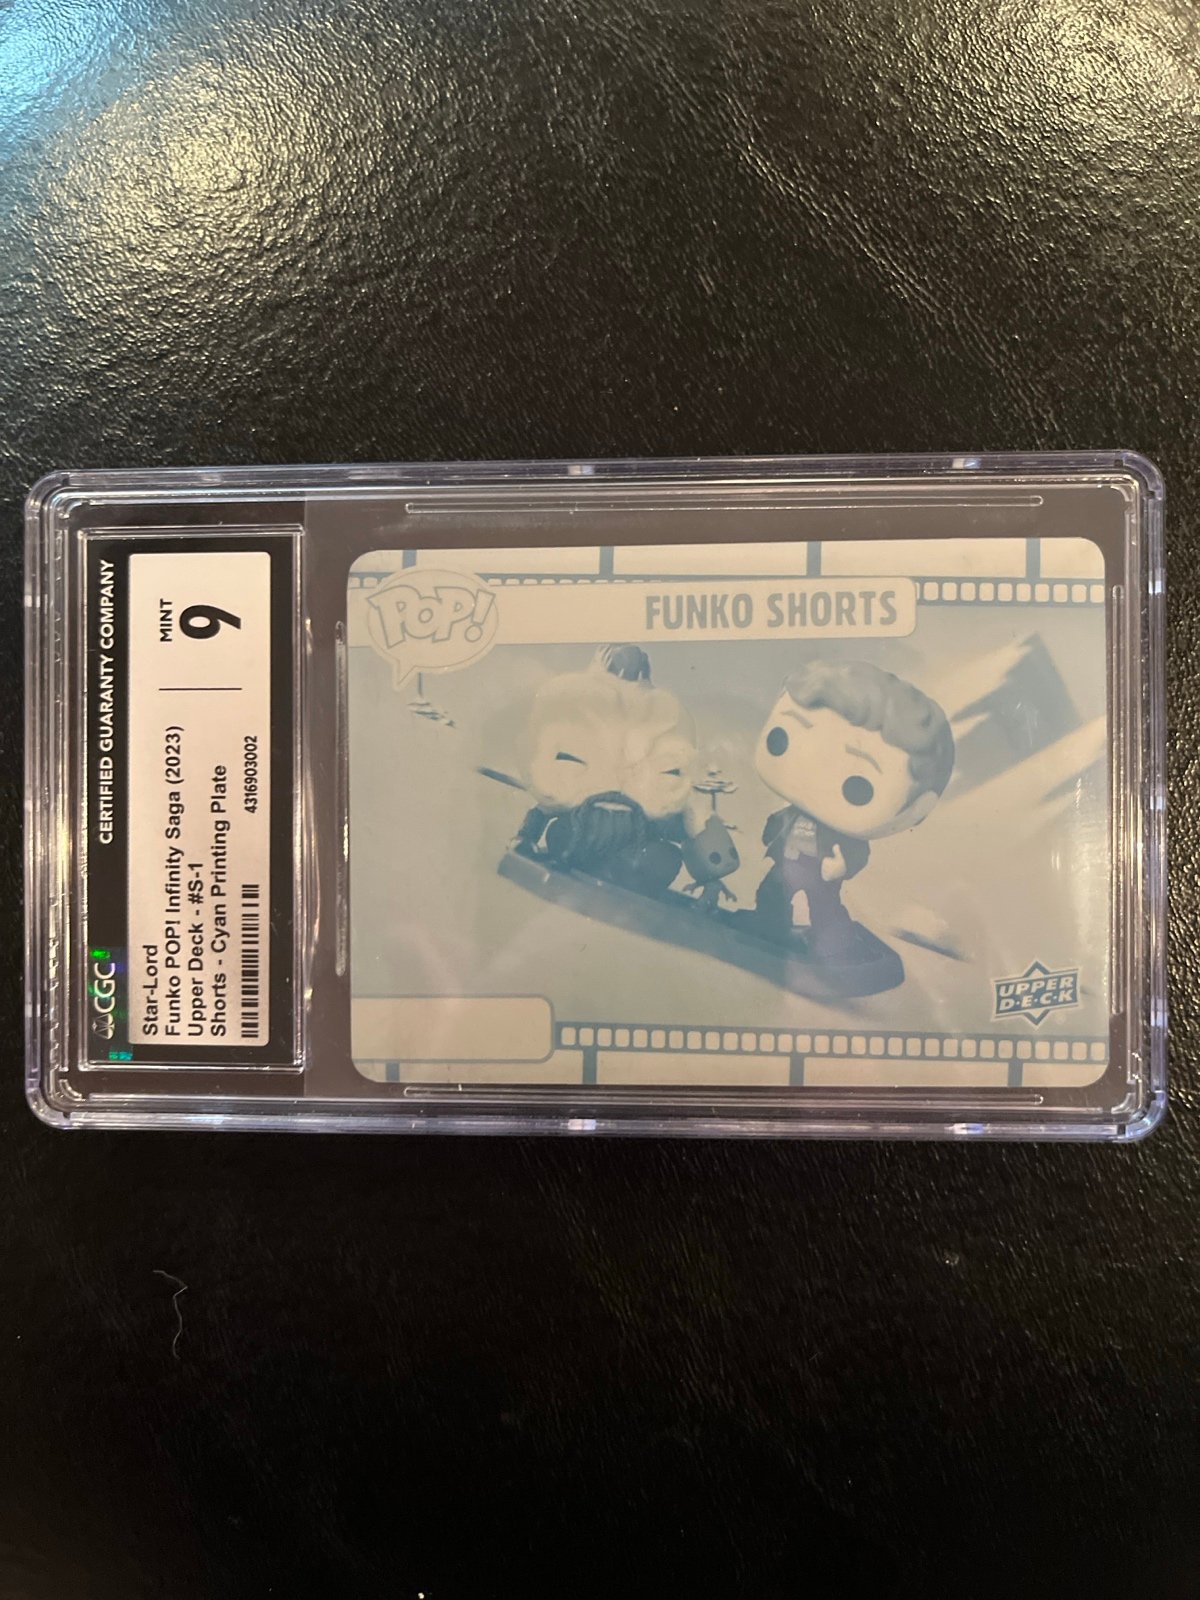 CERTIFIED GUARANTY COMPANY
CGC
Star-Lord
Funko POP! Infinity Saga (2023)
Upper Deck - #S-1
Shorts - Cyan Printing Plate
4316903002
MINT
9
POP!
FUNKO SHORTS
UPPER
D·E·C·K